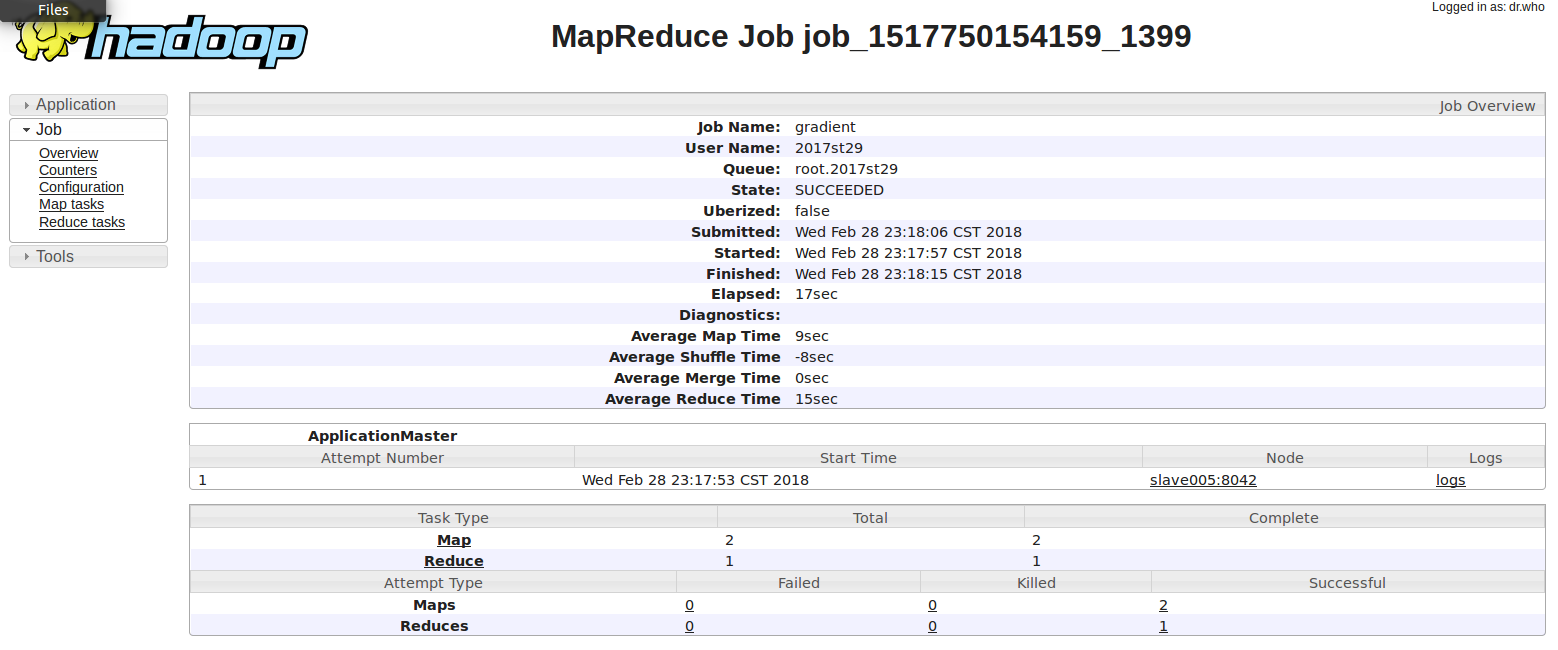 Files
Logged in as: dr.who
hadoop
MapReduce Job job_1517750154159_1399
Application
Job
Overview
Counters
Configuration
Map tasks
Reduce tasks
Tools
Job Overview
Job Name: gradient
User Name: 2017st29
Queue: root.2017st29
State: SUCCEEDED
Uberized: false
Submitted: Wed Feb 28 23:18:06 CST 2018
Started: Wed Feb 28 23:17:57 CST 2018
Finished: Wed Feb 28 23:18:15 CST 2018
Elapsed: 17sec
Diagnostics:
Average Map Time 9sec
Average Shuffle Time -8sec
Average Merge Time 0sec
Average Reduce Time 15sec
ApplicationMaster
Attempt Number Start Time Node Logs
1 Wed Feb 28 23:17:53 CST 2018 slave005:8042 logs
Task Type Total Complete
Map 2 2
Reduce 1 1
Attempt Type Failed Killed Successful
Maps 0 0 2
Reduces 0 0 1